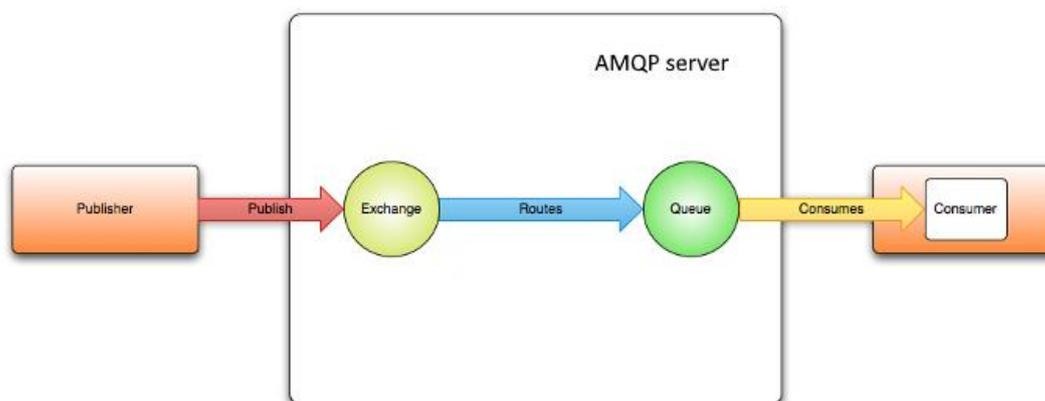 AMQP server
Publisher
Publish
Exchange
Routes
Queue
Consumes
Consumer